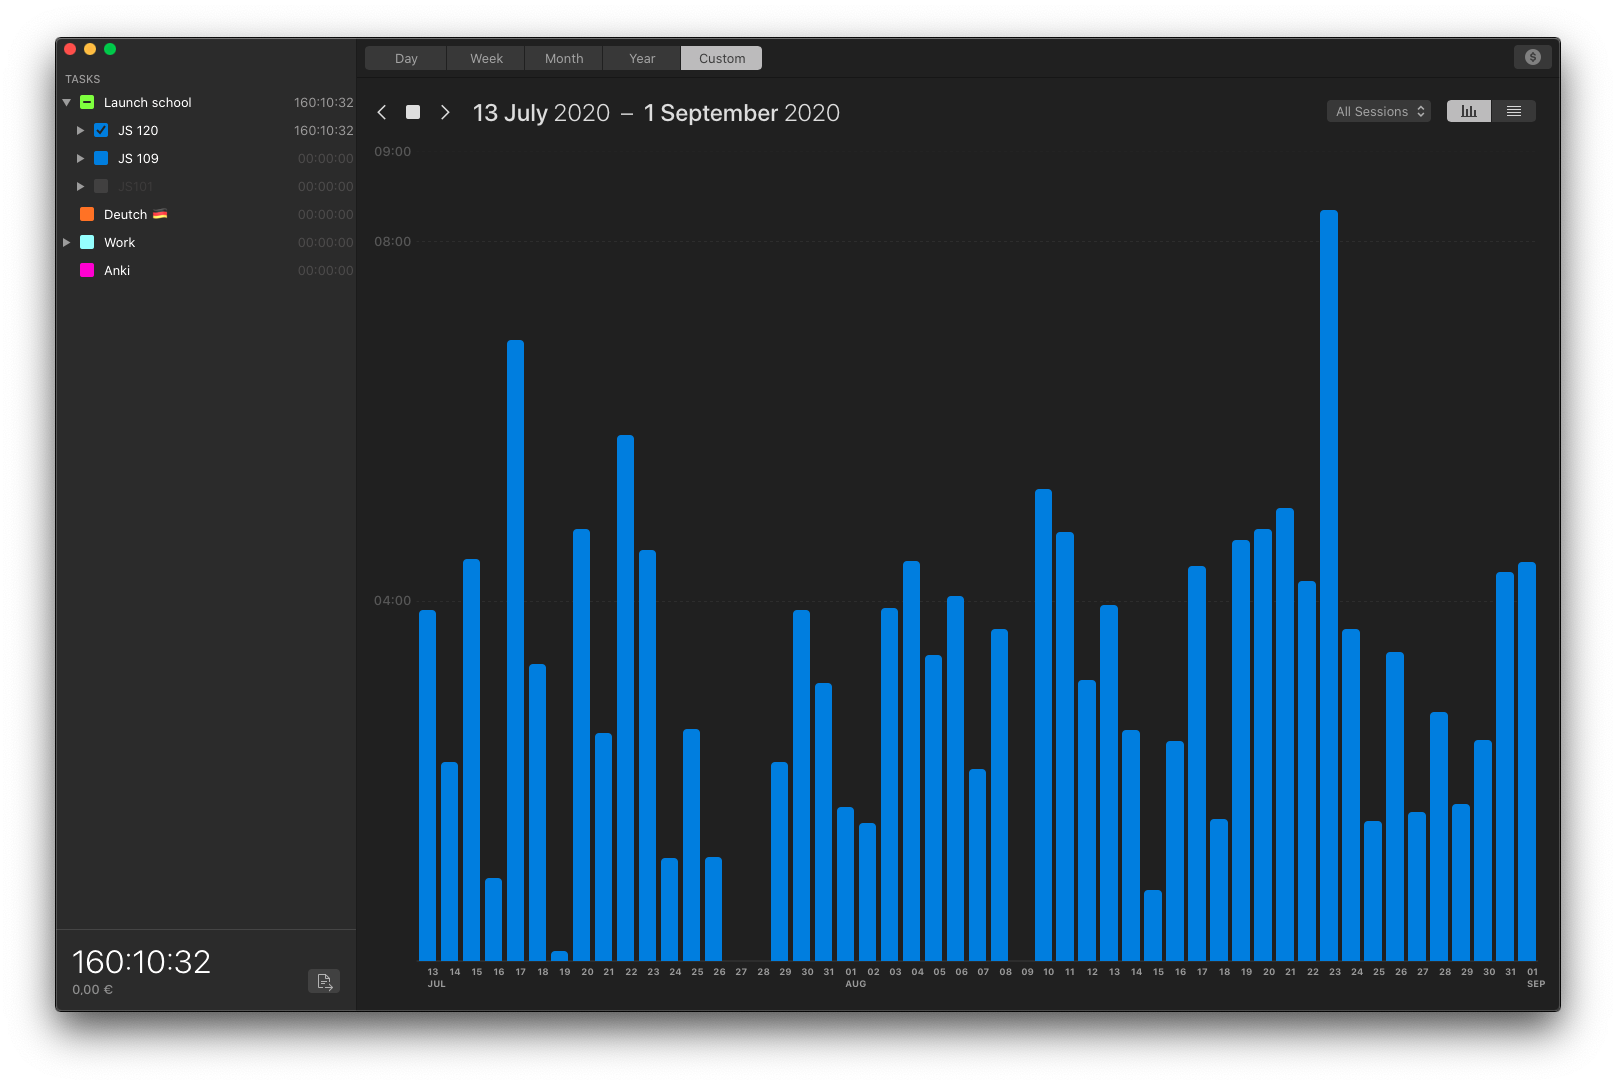 TASKS
Launch school 160:10:32
JS 120 160:10:32
JS 109 00:00:00
JS101 00:00:00
Deutch 🇩🇪 00:00:00
Work 00:00:00
Anki 00:00:00
160:10:32
0,00 €
Day Week Month Year Custom
$
13 July 2020 – 1 September 2020
All Sessions
09:00
08:00
04:00
13 14 15 16 17 18 19 20 21 22 23 24 25 26 27 28 29 30 31 01 02 03 04 05 06 07 08 09 10 11 12 13 14 15 16 17 18 19 20 21 22 23 24 25 26 27 28 29 30 31 01
JUL AUG SEP